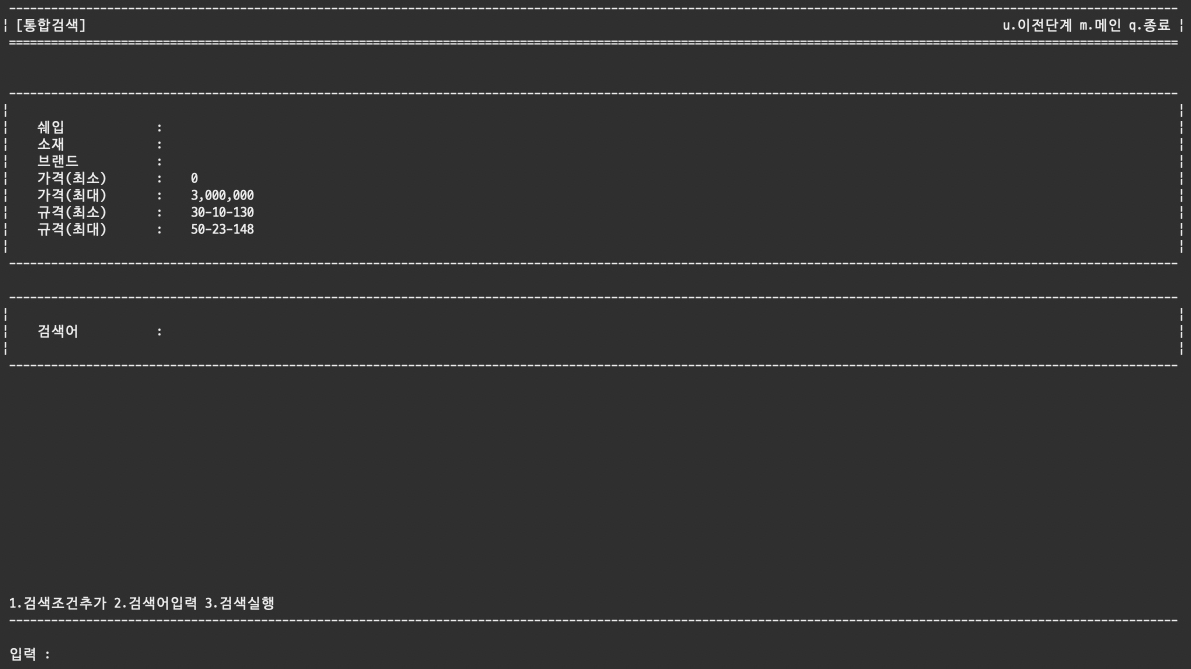 [통합검색] u.이전단계 m.메인 q.종료
쉐입 :
소재 :
브랜드 :
가격(최소) : 0
가격(최대) : 3,000,000
규격(최소) : 30-10-130
규격(최대) : 50-23-148
검색어 :
1.검색조건추가 2.검색어입력 3.검색실행
입력 :